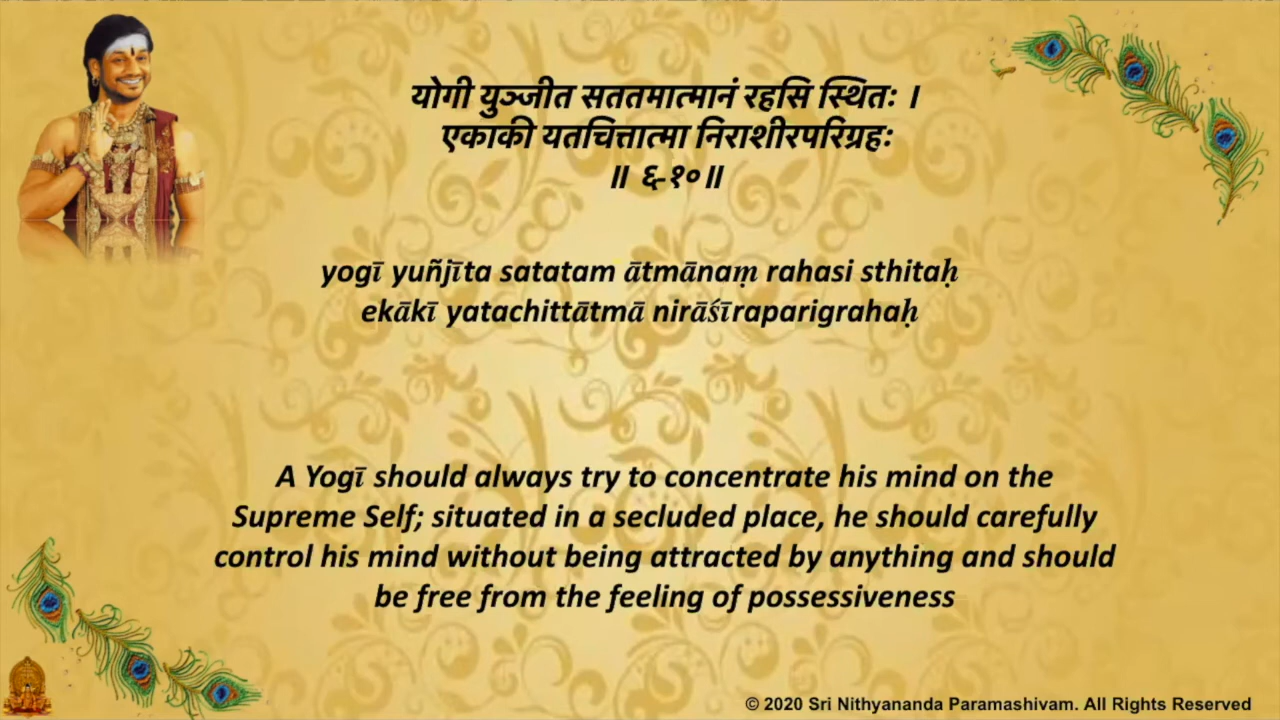 योगी युञ्जीत सततमात्मानं रहसि स्थितः ।
एकाकी यतचित्तात्मा निराशीरपरिग्रहः
॥ ६-१० ॥
yogī yuñjīta satatam ātmānaṃ rahasi sthitaḥ
ekākī yatachittātmā nirāśīraparigrahaḥ
A Yogī should always try to concentrate his mind on the
Supreme Self; situated in a secluded place, he should carefully
control his mind without being attracted by anything and should
be free from the feeling of possessiveness
© 2020 Sri Nithyananda Paramashivam. All Rights Reserved